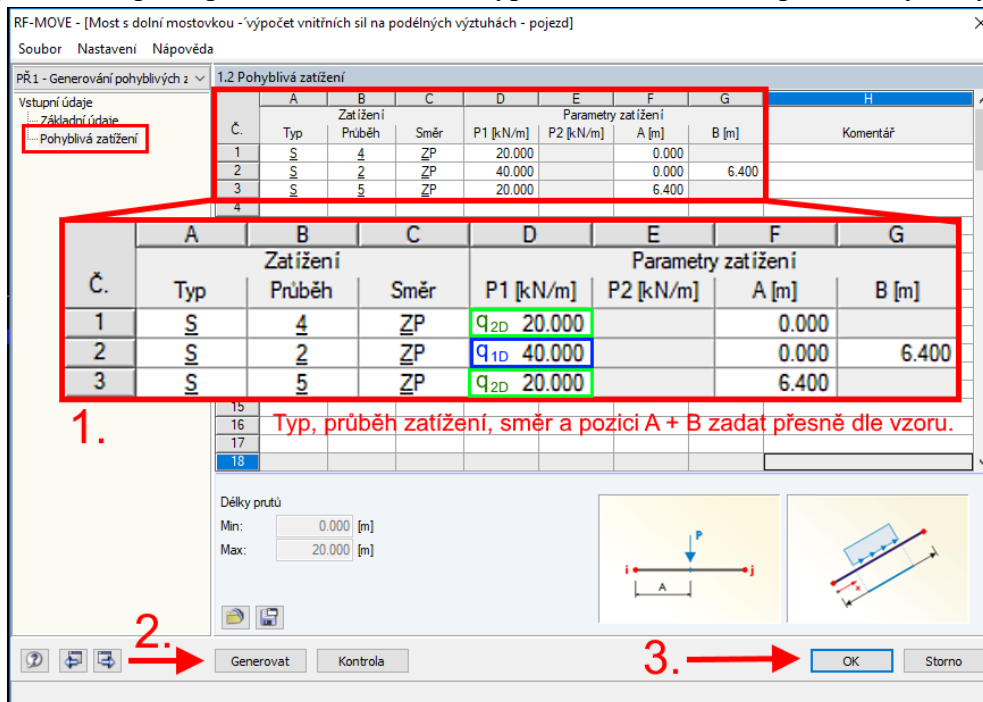 RF-MOVE - [Most s dolní mostovkou -´výpočet vnitřních sil na podélných výztuhách - pojezd]
Soubor Nastavení Nápověda
PŘ1 - Generování pohyblivých z
1.2 Pohyblivá zatížení
Vstupní údaje
Základní údaje
Pohyblivá zatížení
A B C D E F G H
Zatížení Parametry zatížení
Č. Typ Průběh Směr P1 [kN/m] P2 [kN/m] A [m] B [m] Komentář
1 S 4 ZP 20.000 0.000
2 S 2 ZP 40.000 0.000 6.400
3 S 5 ZP 20.000 6.400
4
A B C D E F G
Zatížení Parametry zatížení
Č. Typ Průběh Směr P1 [kN/m] P2 [kN/m] A [m] B [m]
1 S 4 ZP q2D 20.000 0.000
2 S 2 ZP q1D 40.000 0.000 6.400
3 S 5 ZP q2D 20.000 6.400
1.
15
16
Typ, průběh zatížení, směr a pozici A + B zadat přesně dle vzoru.
17
18
Délky prutů
Min: 0.000 [m]
Max: 20.000 [m]
P
i j
A
x
2.
Generovat Kontrola
3.
OK Storno